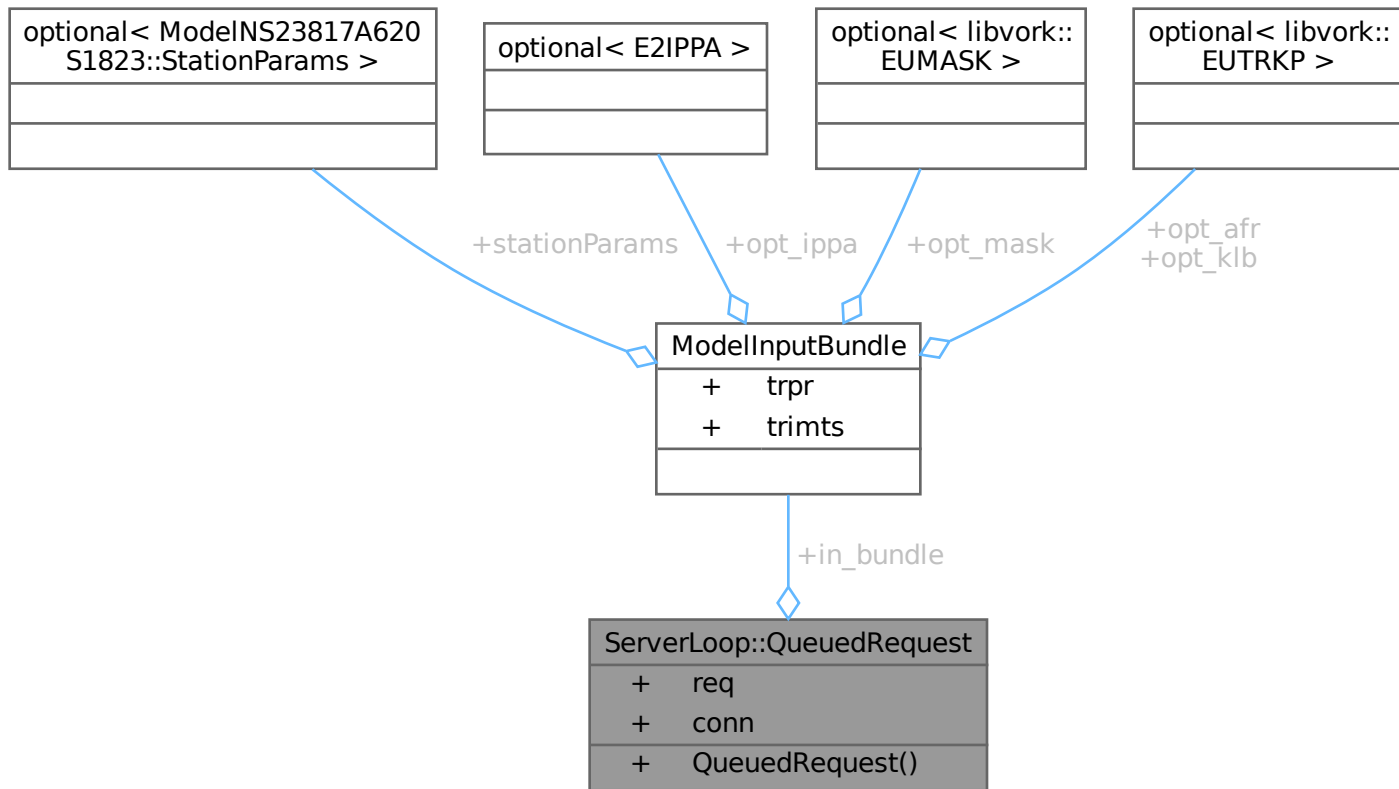 optional< ModelNS23817A620
S1823::StationParams >
optional< E2IPPA >
optional< libvork::
EUMASK >
optional< libvork::
EUTRKP >
+stationParams
+opt_ippa
+opt_mask
+opt_afr
+opt_klb
ModelInputBundle
+ trpr
+ trimts
+in_bundle
ServerLoop::QueuedRequest
+ req
+ conn
+ QueuedRequest()